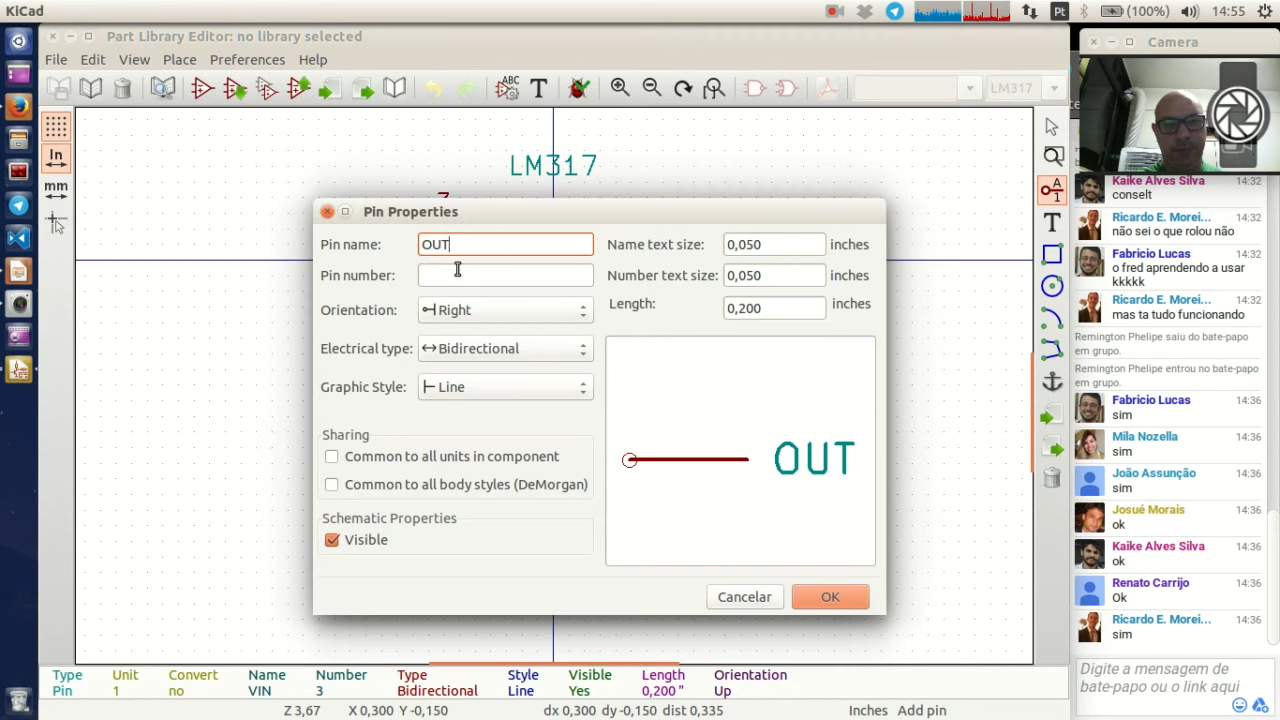 KiCad
Pt
(100%)
14:55
Part Library Editor: no library selected
File Edit View Place Preferences Help
ABC
T
LM317
In
mm
LM317
A
1
T
Pin Properties
Pin name:
OUT
Name text size:
0,050
inches
Pin number:
Number text size:
0,050
inches
Orientation:
Right
Length:
0,200
inches
Electrical type:
Bidirectional
Graphic Style:
Line
Sharing
Common to all units in component
Common to all body styles (DeMorgan)
Schematic Properties
Visible
OUT
Cancelar
OK
Type Unit Convert Name Number Type Style Visible Length Orientation
Pin 1 no VIN 3 Bidirectional Line Yes 0,200 " Up
Z 3,67 X 0,300 Y -0,150 dx 0,300 dy -0,150 dist 0,335 Inches Add pin
Camera
Kaike Alves Silva 14:32
conselt
Ricardo E. Morei... 14:32
não sei o que rolou não
Fabricio Lucas 14:32
o fred aprendendo a usar
kkkkk
Ricardo E. Morei... 14:32
mas ta tudo funcionando
Remington Phelipe saiu do bate-papo
em grupo.
Remington Phelipe entrou no bate-papo
em grupo.
Fabricio Lucas 14:36
sim
Mila Nozella 14:36
sim
João Assunção 14:36
sim
Josué Morais 14:36
ok
Kaike Alves Silva 14:36
ok
Renato Carrijo 14:36
Ok
Ricardo E. Morei... 14:36
sim
Digite a mensagem de
bate-papo ou o link aqui